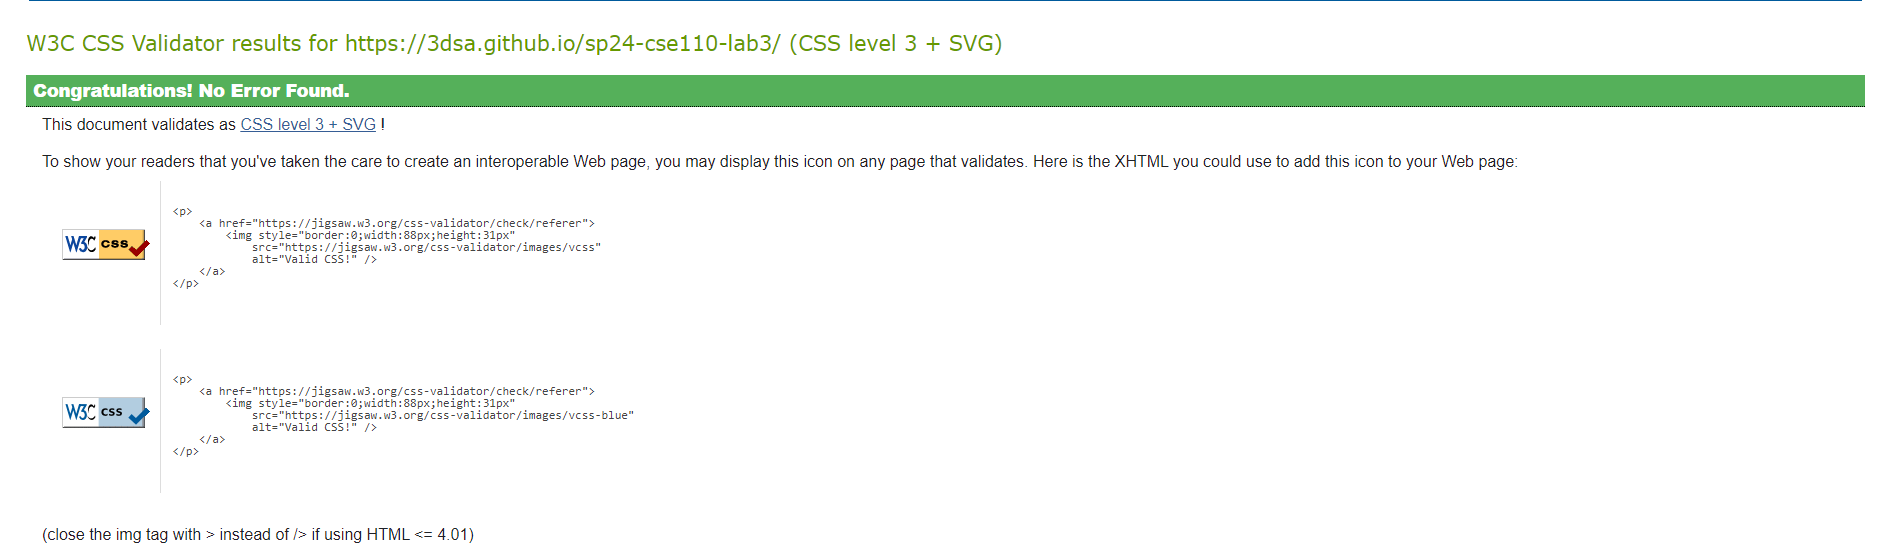 W3C CSS Validator results for https://3dsa.github.io/sp24-cse110-lab3/ (CSS level 3 + SVG)
Congratulations! No Error Found.
This document validates as CSS level 3 + SVG !
To show your readers that you've taken the care to create an interoperable Web page, you may display this icon on any page that validates. Here is the XHTML you could use to add this icon to your Web page:
W3C css
<p>
<a href="https://jigsaw.w3.org/css-validator/check/referer">
<img style="border:0;width:88px;height:31px"
src="https://jigsaw.w3.org/css-validator/images/vcss"
alt="Valid CSS!" />
</a>
</p>
W3C css
<p>
<a href="https://jigsaw.w3.org/css-validator/check/referer">
<img style="border:0;width:88px;height:31px"
src="https://jigsaw.w3.org/css-validator/images/vcss-blue"
alt="Valid CSS!" />
</a>
</p>
(close the img tag with > instead of /> if using HTML <= 4.01)